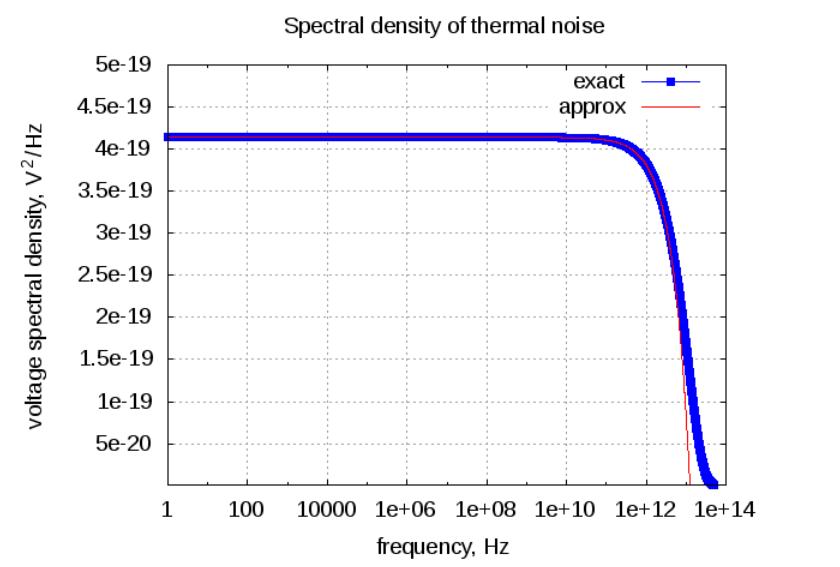 Spectral density of thermal noise
5e-19
4.5e-19
4e-19
3.5e-19
3e-19
2.5e-19
2e-19
1.5e-19
1e-19
5e-20
voltage spectral density, V²/Hz
exact
approx
1 100 10000 1e+06 1e+08 1e+10 1e+12 1e+14
frequency, Hz